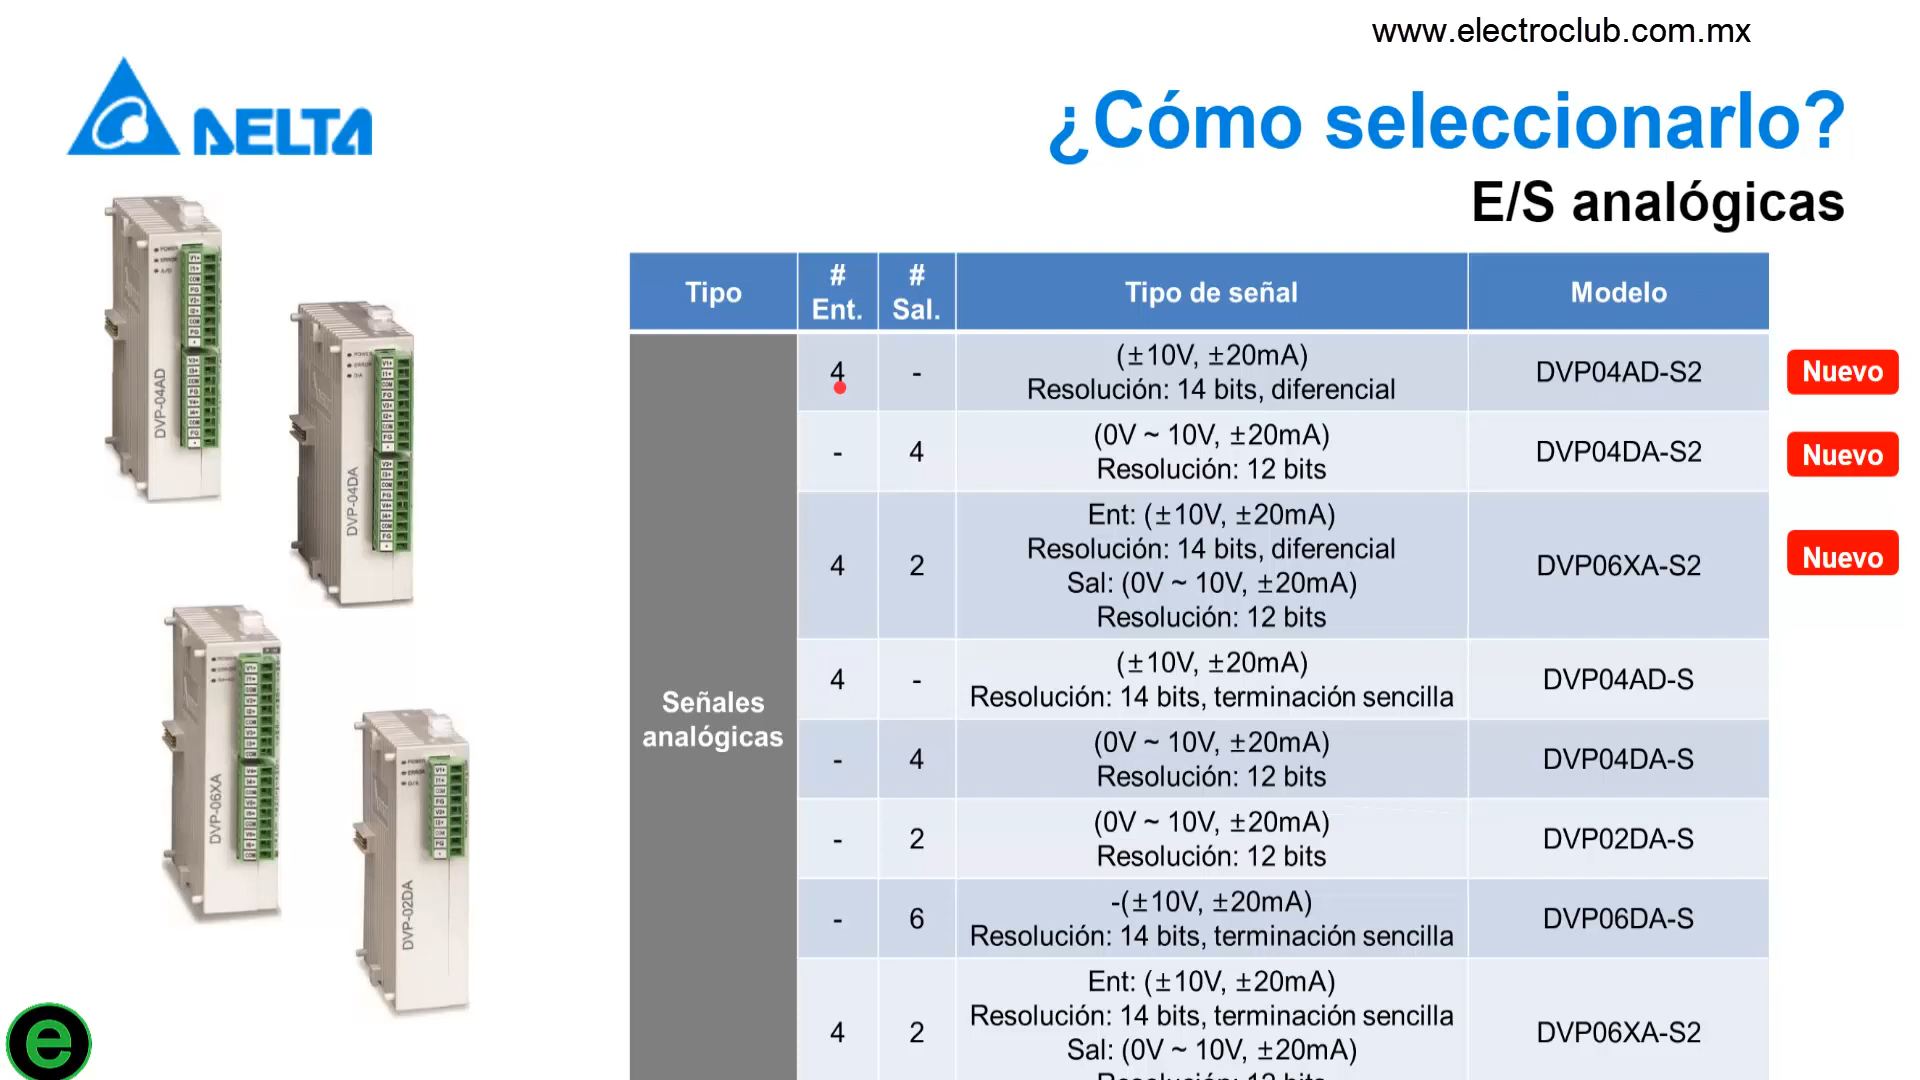 www.electroclub.com.mx
DELTA
¿Cómo seleccionarlo?
E/S analógicas
DVP-04AD
DVP-04DA
DVP-06XA
DVP-02DA
Tipo
#
Ent.
#
Sal.
Tipo de señal
Modelo
Señales
analógicas
4
-
(±10V, ±20mA)
Resolución: 14 bits, diferencial
DVP04AD-S2
Nuevo
-
4
(0V ~ 10V, ±20mA)
Resolución: 12 bits
DVP04DA-S2
Nuevo
4
2
Ent: (±10V, ±20mA)
Resolución: 14 bits, diferencial
Sal: (0V ~ 10V, ±20mA)
Resolución: 12 bits
DVP06XA-S2
Nuevo
4
-
(±10V, ±20mA)
Resolución: 14 bits, terminación sencilla
DVP04AD-S
-
4
(0V ~ 10V, ±20mA)
Resolución: 12 bits
DVP04DA-S
-
2
(0V ~ 10V, ±20mA)
Resolución: 12 bits
DVP02DA-S
-
6
-(±10V, ±20mA)
Resolución: 14 bits, terminación sencilla
DVP06DA-S
4
2
Ent: (±10V, ±20mA)
Resolución: 14 bits, terminación sencilla
Sal: (0V ~ 10V, ±20mA)
DVP06XA-S2
e